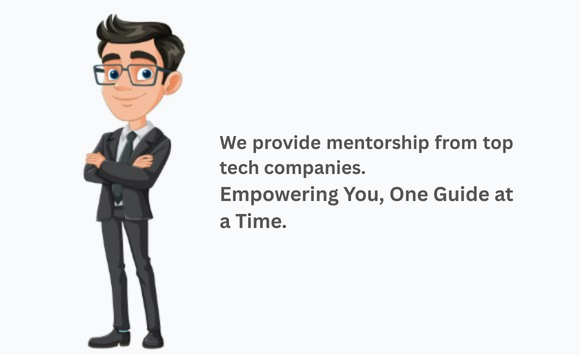 We provide mentorship from top
tech companies.
Empowering You, One Guide at
a Time.